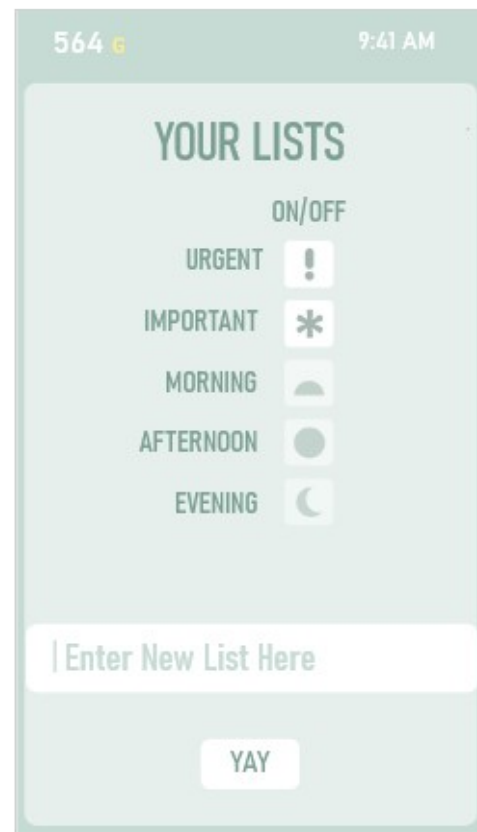 564 G 9:41 AM
YOUR LISTS
ON/OFF
URGENT !
IMPORTANT *
MORNING
AFTERNOON
EVENING
Enter New List Here
YAY